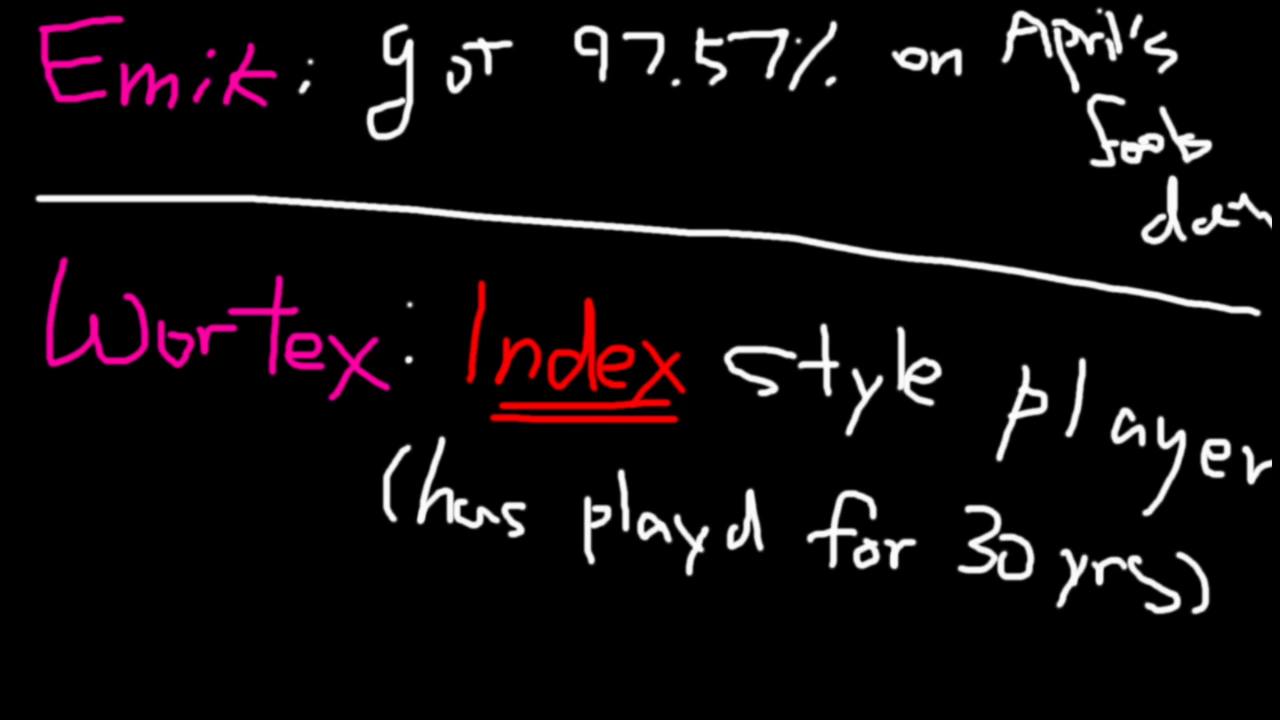 Emik: got 97.57% on April's
fools
day
Wortex: Index style player
(has playd for 30 yrs)